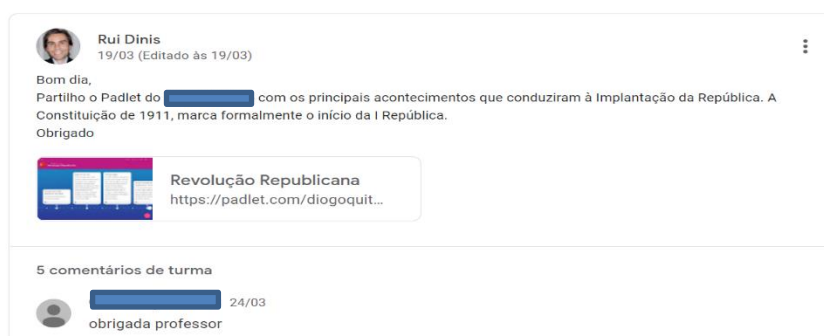 Rui Dinis
19/03 (Editado às 19/03)
Bom dia,
Partilho o Padlet do com os principais acontecimentos que conduziram à Implantação da República. A
Constituição de 1911, marca formalmente o início da I República.
Obrigado
Revolução Republicana
https://padlet.com/diogoquit...
5 comentários de turma
24/03
obrigada professor